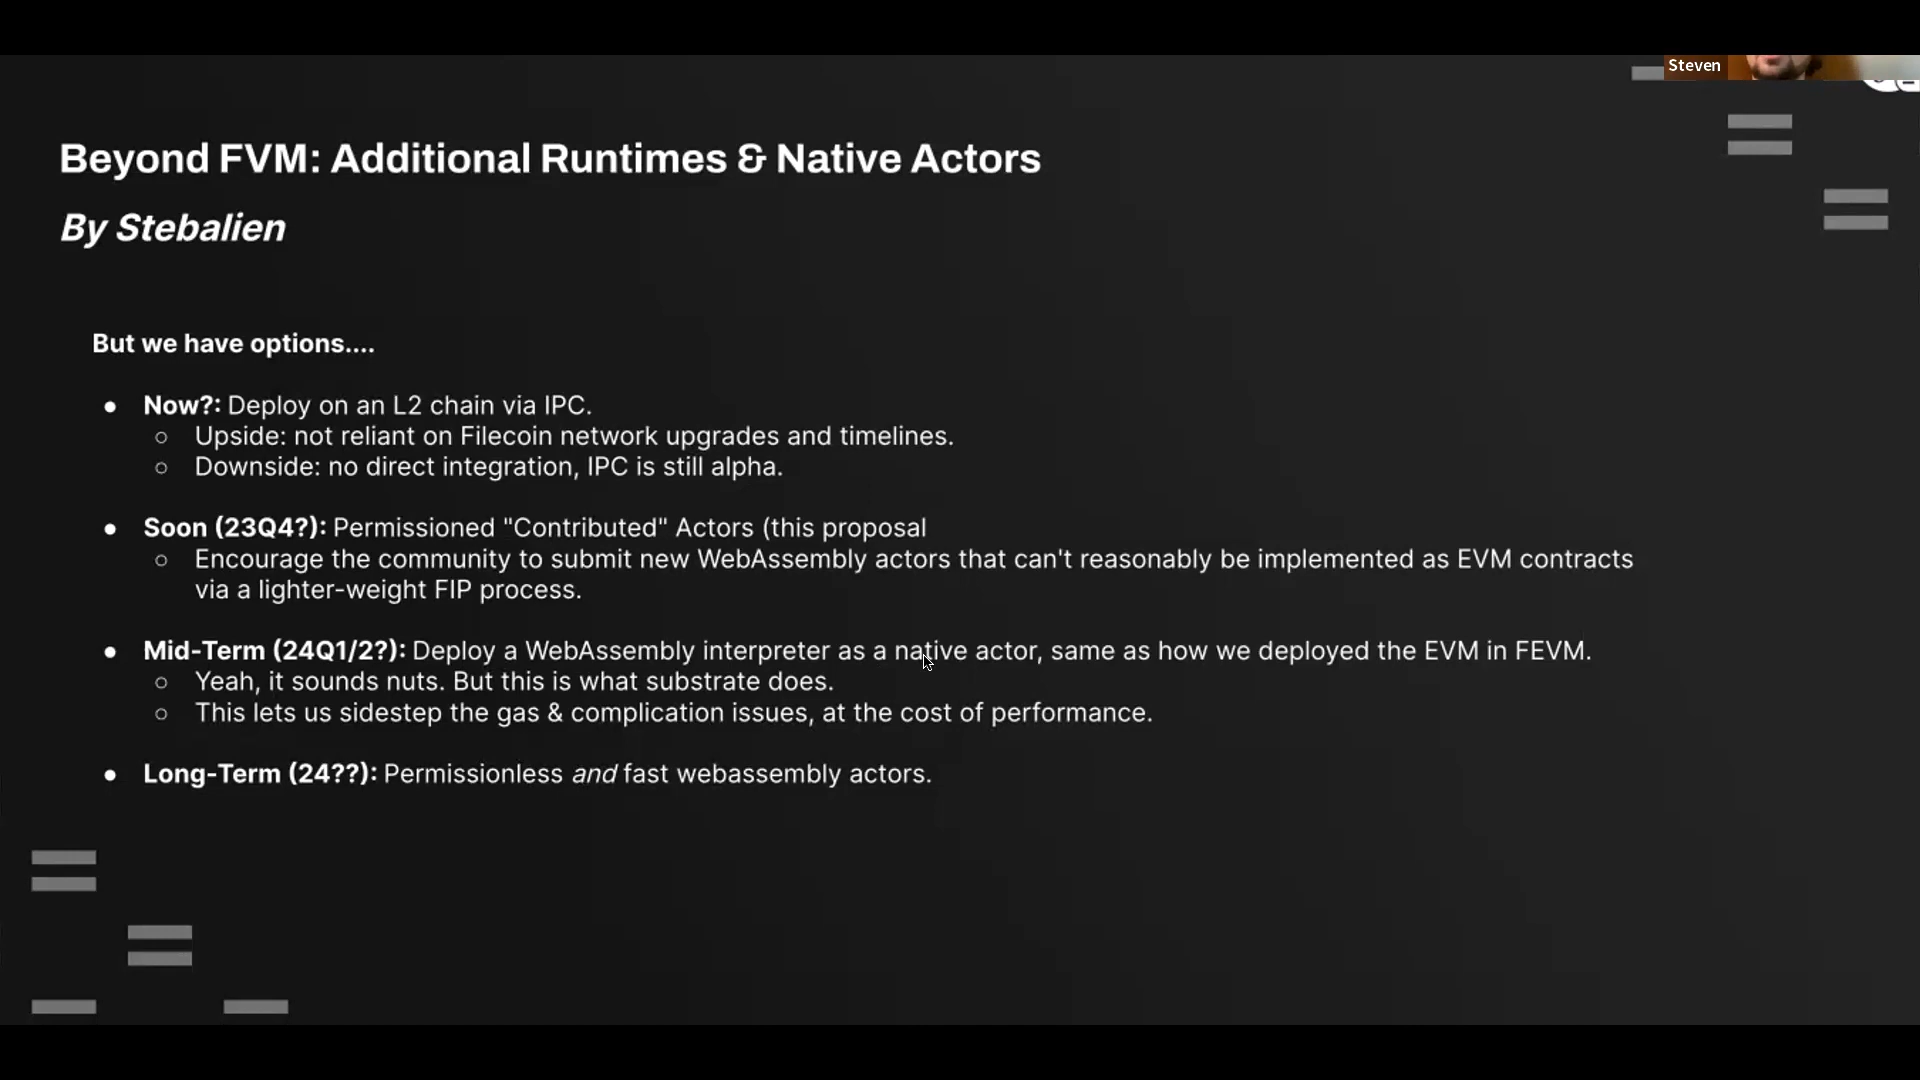 Steven
Beyond FVM: Additional Runtimes & Native Actors
By Stebalien
But we have options....
● Now?: Deploy on an L2 chain via IPC.
○ Upside: not reliant on Filecoin network upgrades and timelines.
○ Downside: no direct integration, IPC is still alpha.
● Soon (23Q4?): Permissioned "Contributed" Actors (this proposal
○ Encourage the community to submit new WebAssembly actors that can't reasonably be implemented as EVM contracts
via a lighter-weight FIP process.
● Mid-Term (24Q1/2?): Deploy a WebAssembly interpreter as a native actor, same as how we deployed the EVM in FEVM.
○ Yeah, it sounds nuts. But this is what substrate does.
○ This lets us sidestep the gas & complication issues, at the cost of performance.
● Long-Term (24??): Permissionless and fast webassembly actors.